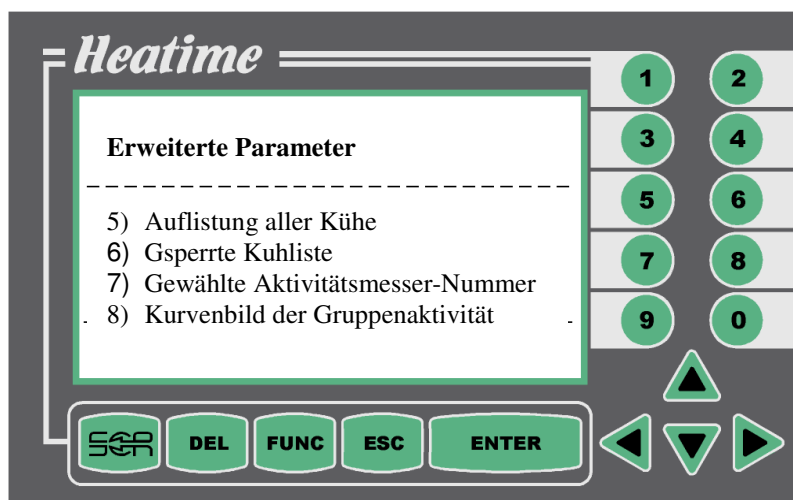 Heatime
Erweiterte Parameter
5) Auflistung aller Kühe
6) Gsperrte Kuhliste
7) Gewählte Aktivitätsmesser-Nummer
8) Kurvenbild der Gruppenaktivität
1 2
3 4
5 6
7 8
9 0
SCR DEL FUNC ESC ENTER